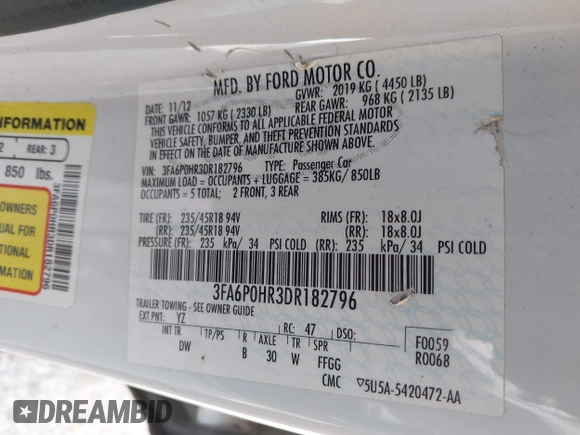 MFD. BY FORD MOTOR CO.
DATE: 11/12 GVWR: 2019 KG ( 4450 LB)
FRONT GAWR: 1057 KG ( 2330 LB) REAR GAWR: 968 KG ( 2135 LB)
THIS VEHICLE CONFORMS TO ALL APPLICABLE FEDERAL MOTOR
VEHICLE SAFETY, BUMPER, AND THEFT PREVENTION STANDARDS
IN EFFECT ON THE DATE OF MANUFACTURE SHOWN ABOVE.
VIN: 3FA6P0HR3DR182796 TYPE: Passenger Car
MAXIMUM LOAD = OCCUPANTS + LUGGAGE = 385KG/ 850LB
OCCUPANTS = 5 TOTAL; 2 FRONT, 3 REAR
TIRE (FR): 235/45R18 94V RIMS (FR): 18x8.0J
(RR): 235/45R18 94V (RR): 18x8.0J
PRESSURE (FR): 235 kPa/ 34 PSI COLD (RR): 235 kPa/ 34 PSI COLD
3FA6P0HR3DR182796
TRAILER TOWING - SEE OWNER GUIDE
EXT PNT: YZ RC: 47 DSO: F0059
INT TR TP/PS R AXLE TR SPR R0068
DW B 30 W FFGG
CMC ▽5U5A-5420472-AA
INFORMATION
2 REAR: 3
850 lbs.
OWNERS
UAL FOR
TIONAL
RMATION
3FA6P0HR3DR182796
DREAMBID